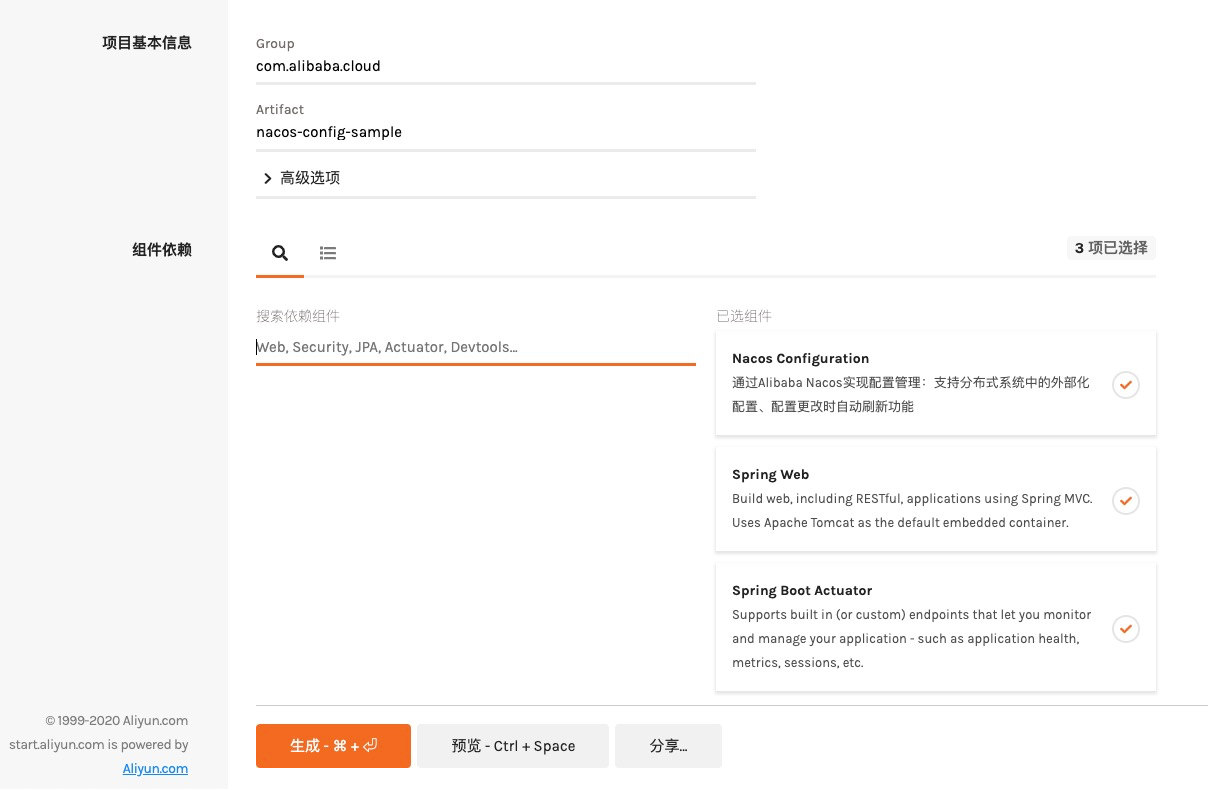 项目基本信息
Group
com.alibaba.cloud
Artifact
nacos-config-sample
高级选项
组件依赖
3 项已选择
搜索依赖组件
Web, Security, JPA, Actuator, Devtools...
已选组件
Nacos Configuration
通过Alibaba Nacos实现配置管理：支持分布式系统中的外部化
配置、配置更改时自动刷新功能
Spring Web
Build web, including RESTful, applications using Spring MVC.
Uses Apache Tomcat as the default embedded container.
Spring Boot Actuator
Supports built in (or custom) endpoints that let you monitor
and manage your application - such as application health,
metrics, sessions, etc.
© 1999-2020 Aliyun.com
start.aliyun.com is powered by
Aliyun.com
生成 - ⌘ + ⏎
预览 - Ctrl + Space
分享...